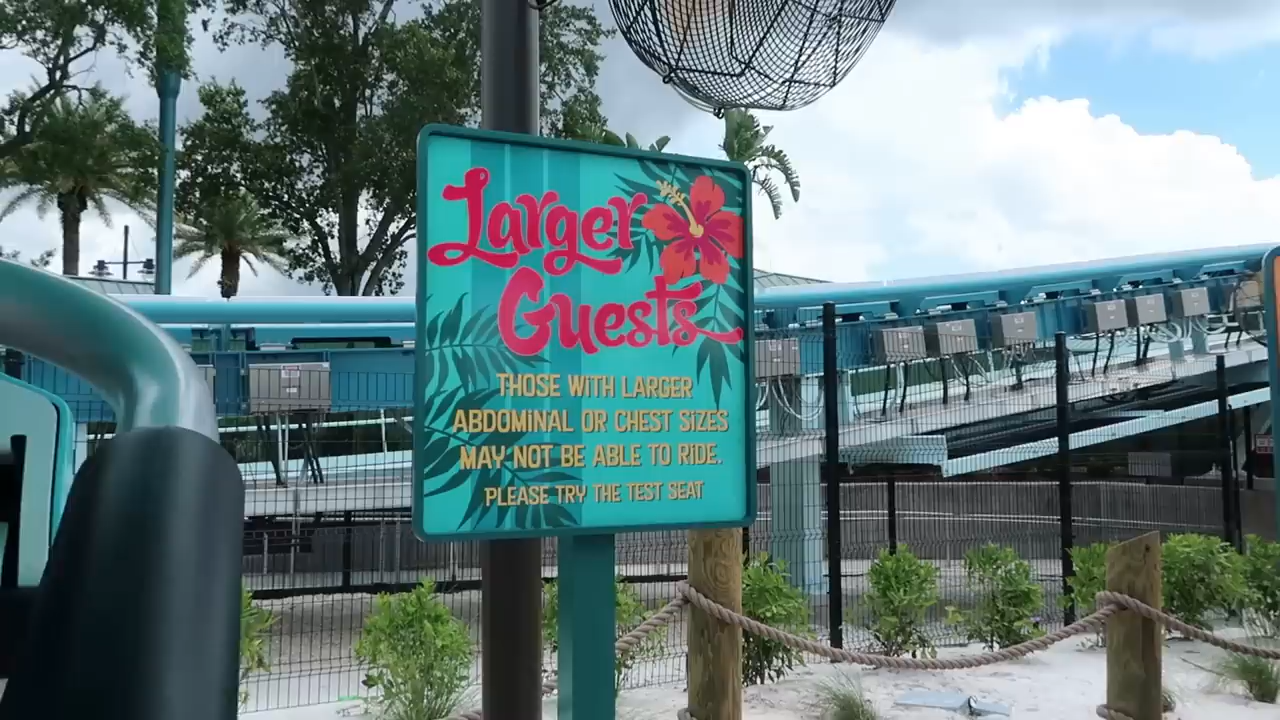 Larger
Guests
THOSE WiTH LARGER
ABDOMINAL OR CHEST SiZES
MAY NOT BE ABLE TO RIDE.
PLEASE TRY THE TEST SEAT